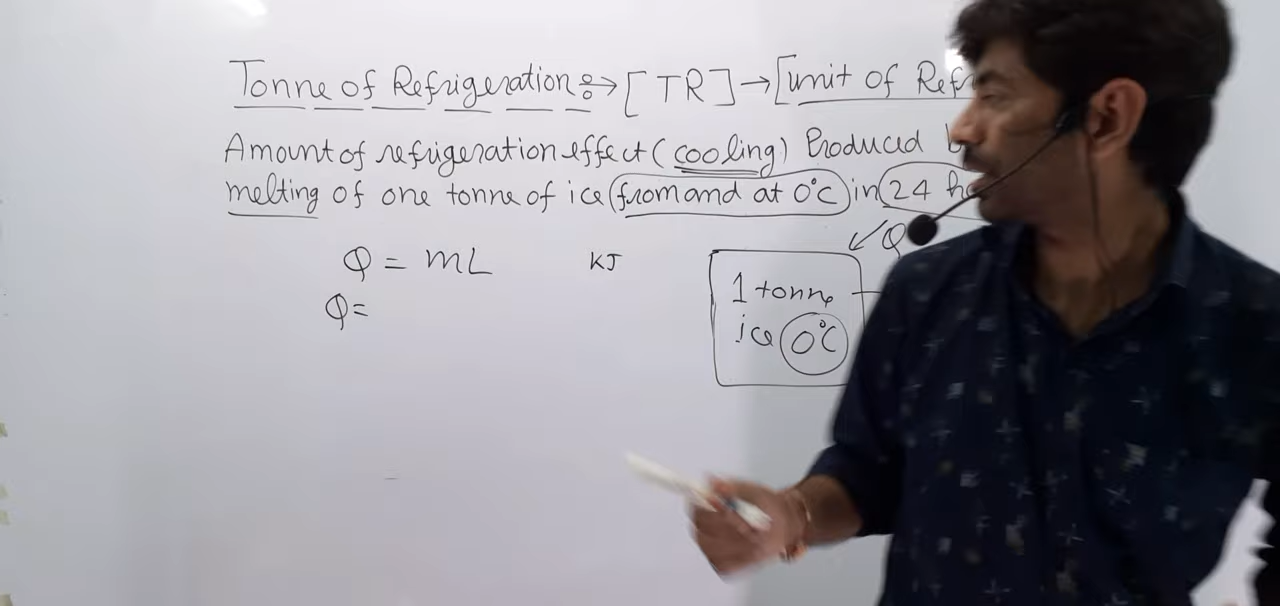 Tonne of Refrigeration :→ [TR] → [unit of Ref
Amount of refrigeration effect (cooling) Produced b
melting of one tonne of ice (from and at 0°C) in 24 h
Q = mL KJ
Q
Q=
1 tonne
ice 0°C